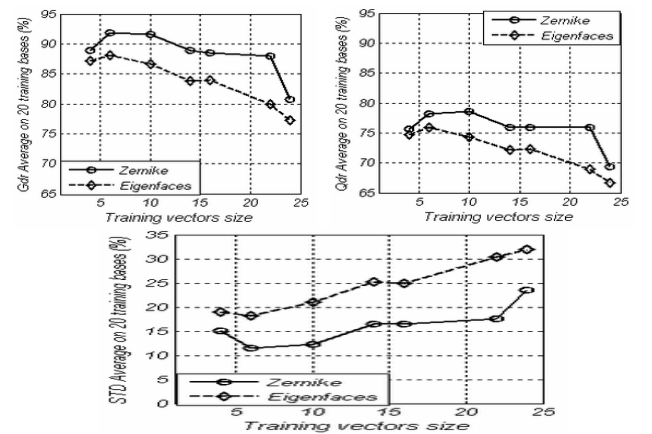 Gdr Average on 20 training bases (%)
95
90
85
80
75
70
65
Zernike
Eigenfaces
5 10 15 20 25
Training vectors size
Qdr Average on 20 training bases (%)
95
90
85
80
75
70
65
Zernike
Eigenfaces
5 10 15 20 25
Training vectors size
STD Average on 20 training bases (%)
35
30
25
20
15
10
5
0
Zernike
Eigenfaces
5 10 15 20 25
Training vectors size